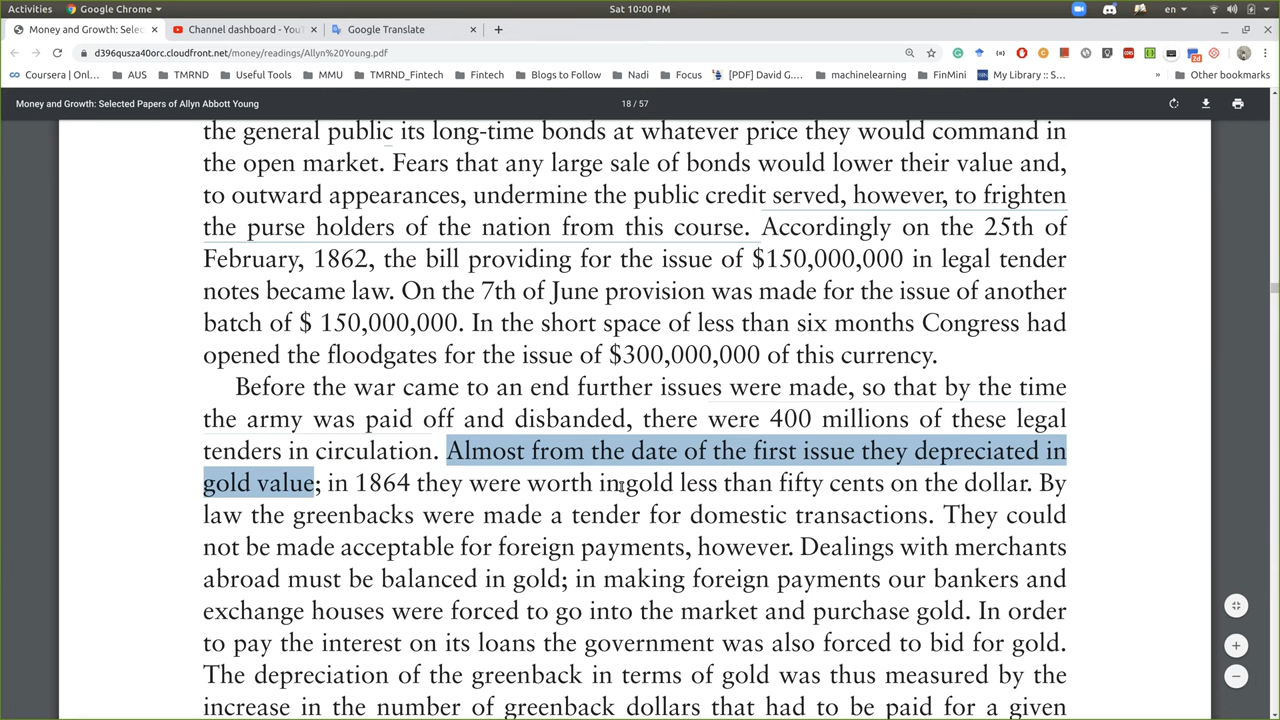 Activities
Google Chrome
Sat 10:00 PM
en
Money and Growth: Selec
Channel dashboard - YouT
Google Translate
d396qusza40orc.cloudfront.net/money/readings/Allyn%20Young.pdf
Coursera | Onl…
AUS
TMRND
Useful Tools
MMU
TMRND_Fintech
Fintech
Blogs to Follow
Nadi
Focus
[PDF] David G.…
machinelearning
FinMini
My Library :: S…
»
Other bookmarks
Money and Growth: Selected Papers of Allyn Abbott Young
18 / 57
the general public its long-time bonds at whatever price they would command in
the open market. Fears that any large sale of bonds would lower their value and,
to outward appearances, undermine the public credit served, however, to frighten
the purse holders of the nation from this course. Accordingly on the 25th of
February, 1862, the bill providing for the issue of $150,000,000 in legal tender
notes became law. On the 7th of June provision was made for the issue of another
batch of $ 150,000,000. In the short space of less than six months Congress had
opened the floodgates for the issue of $300,000,000 of this currency.
Before the war came to an end further issues were made, so that by the time
the army was paid off and disbanded, there were 400 millions of these legal
tenders in circulation. Almost from the date of the first issue they depreciated in
gold value; in 1864 they were worth in gold less than fifty cents on the dollar. By
law the greenbacks were made a tender for domestic transactions. They could
not be made acceptable for foreign payments, however. Dealings with merchants
abroad must be balanced in gold; in making foreign payments our bankers and
exchange houses were forced to go into the market and purchase gold. In order
to pay the interest on its loans the government was also forced to bid for gold.
The depreciation of the greenback in terms of gold was thus measured by the
increase in the number of greenback dollars that had to be paid for a given